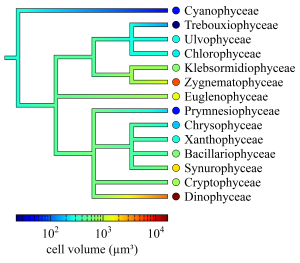 Cyanophyceae
Trebouxiophyceae
Ulvophyceae
Chlorophyceae
Klebsormidiophyceae
Zygnematophyceae
Euglenophyceae
Prymnesiophyceae
Chrysophyceae
Xanthophyceae
Bacillariophyceae
Synurophyceae
Cryptophyceae
Dinophyceae
10² 10³ 10⁴
cell volume (µm³)